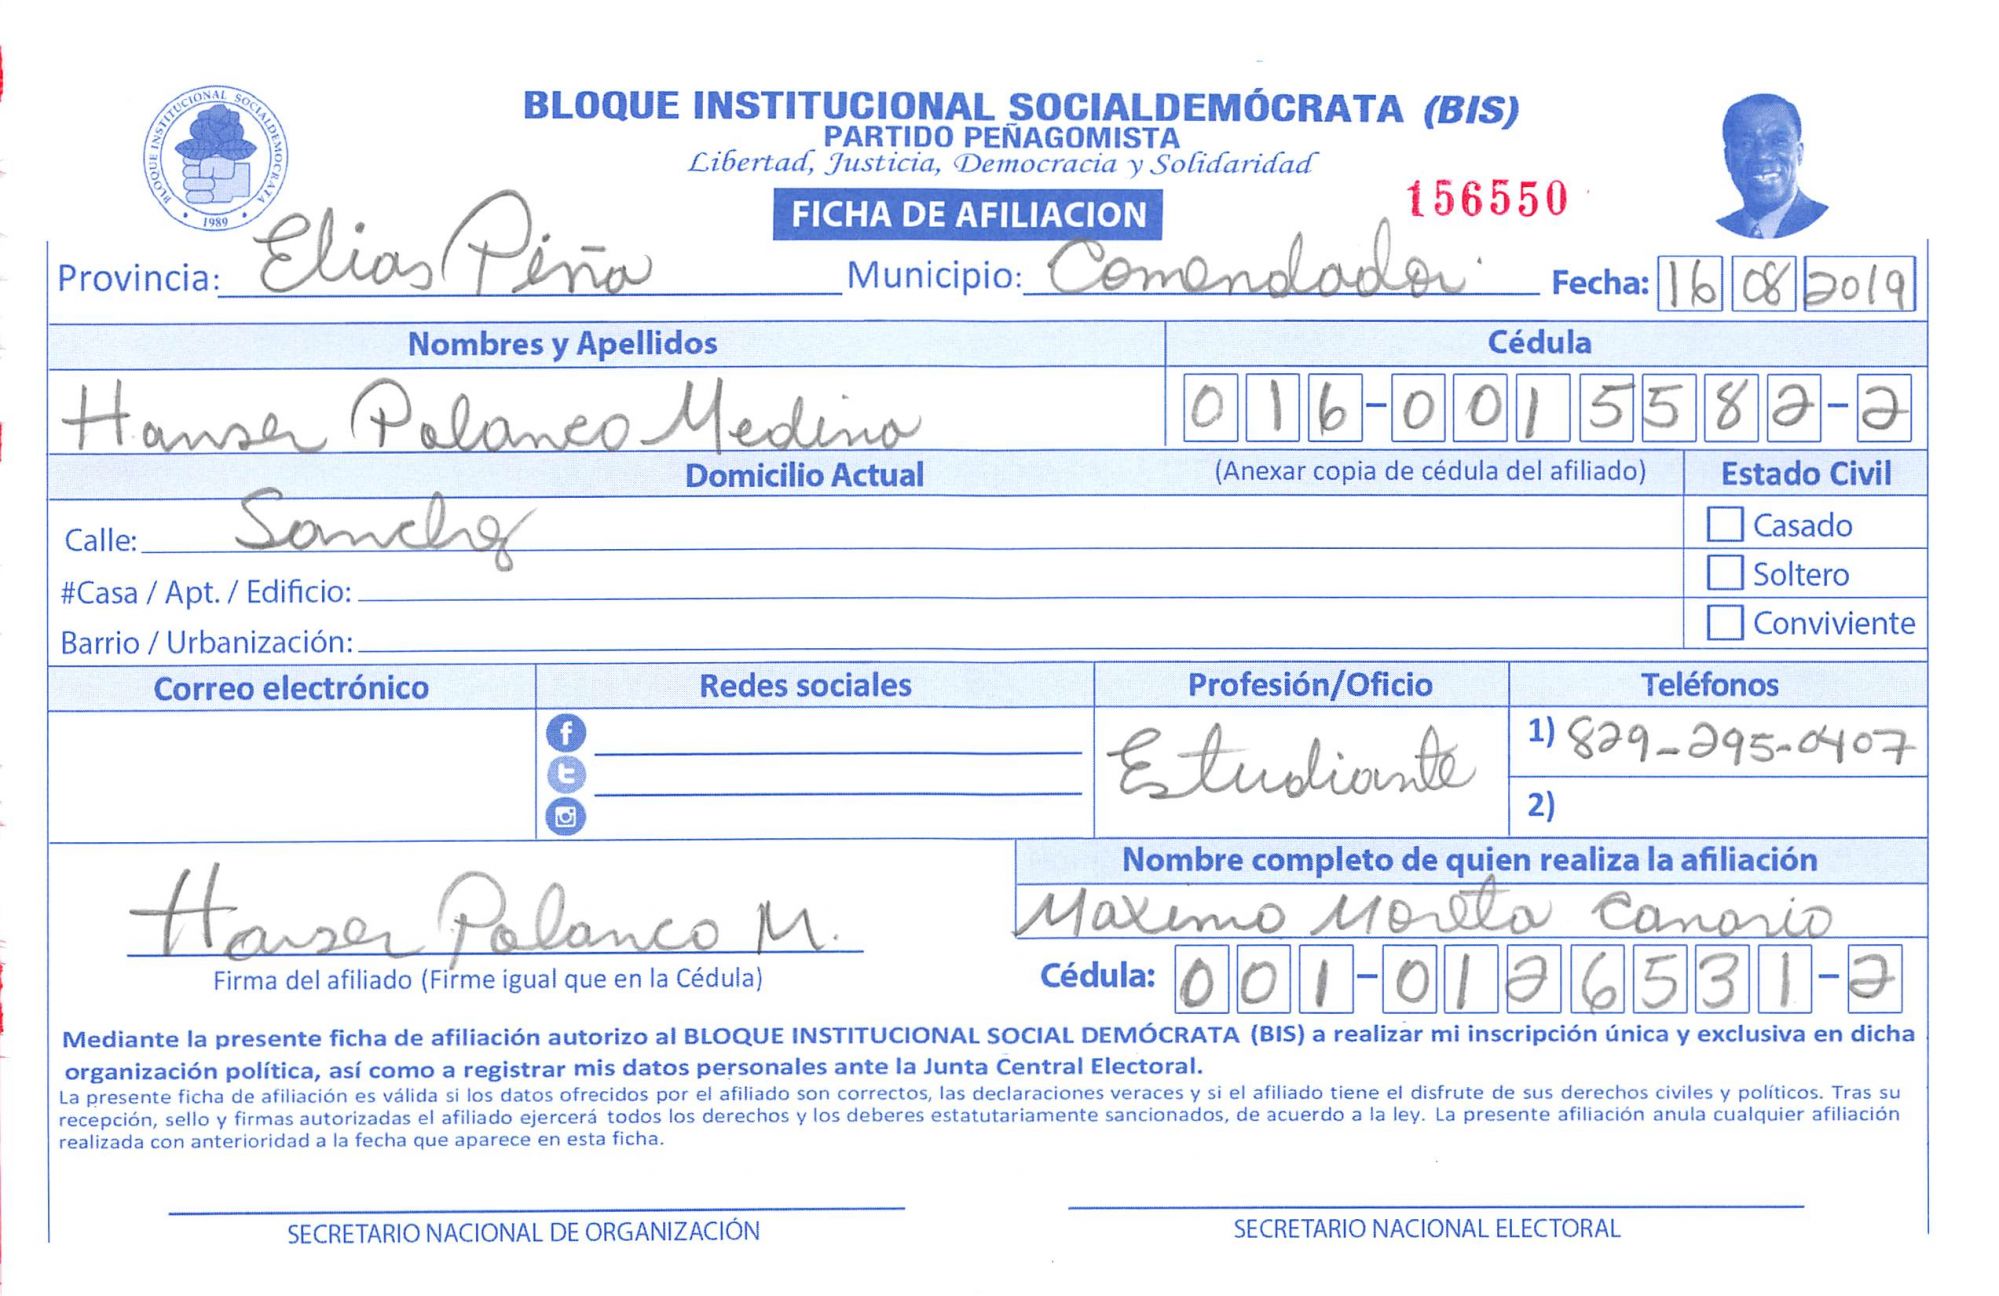 BLOQUE INSTITUCIONAL SOCIALDEMÓCRATA (BIS)
PARTIDO PEÑAGOMISTA
Libertad, Justicia, Democracia y Solidaridad
BLOQUE INSTITUCIONAL SOCIALDEMOCRATA
1989
FICHA DE AFILIACION
156550
Provincia: Elias Piña Municipio: Comendador Fecha: 16 08 2019
Nombres y Apellidos Cédula
Hanser Polanco Medina 016-0015582-2
Domicilio Actual (Anexar copia de cédula del afiliado) Estado Civil
Calle: Sanchez Casado
#Casa / Apt. / Edificio: Soltero
Barrio / Urbanización: Conviviente
Correo electrónico Redes sociales Profesión/Oficio Teléfonos
Estudiante 1) 829-295-0407
2)
Nombre completo de quien realiza la afiliación
Hanser Polanco M. Maximo Moreta Canario
Firma del afiliado (Firme igual que en la Cédula) Cédula: 001-0126531-2
Mediante la presente ficha de afiliación autorizo al BLOQUE INSTITUCIONAL SOCIAL DEMÓCRATA (BIS) a realizar mi inscripción única y exclusiva en dicha
organización política, así como a registrar mis datos personales ante la Junta Central Electoral.
La presente ficha de afiliación es válida si los datos ofrecidos por el afiliado son correctos, las declaraciones veraces y si el afiliado tiene el disfrute de sus derechos civiles y políticos. Tras su
recepción, sello y firmas autorizadas el afiliado ejercerá todos los derechos y los deberes estatutariamente sancionados, de acuerdo a la ley. La presente afiliación anula cualquier afiliación
realizada con anterioridad a la fecha que aparece en esta ficha.
SECRETARIO NACIONAL DE ORGANIZACIÓN SECRETARIO NACIONAL ELECTORAL